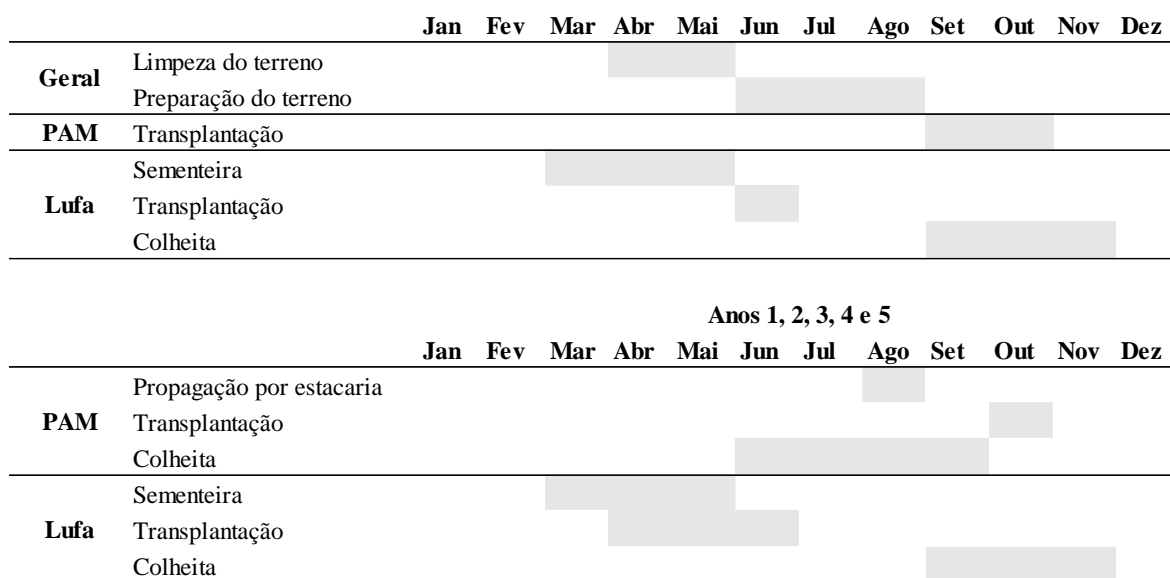 Jan Fev Mar Abr Mai Jun Jul Ago Set Out Nov Dez
Geral
Limpeza do terreno
Preparação do terreno
PAM Transplantação
Sementeira
Lufa Transplantação
Colheita
Anos 1, 2, 3, 4 e 5
Jan Fev Mar Abr Mai Jun Jul Ago Set Out Nov Dez
Propagação por estacaria
PAM Transplantação
Colheita
Sementeira
Lufa Transplantação
Colheita